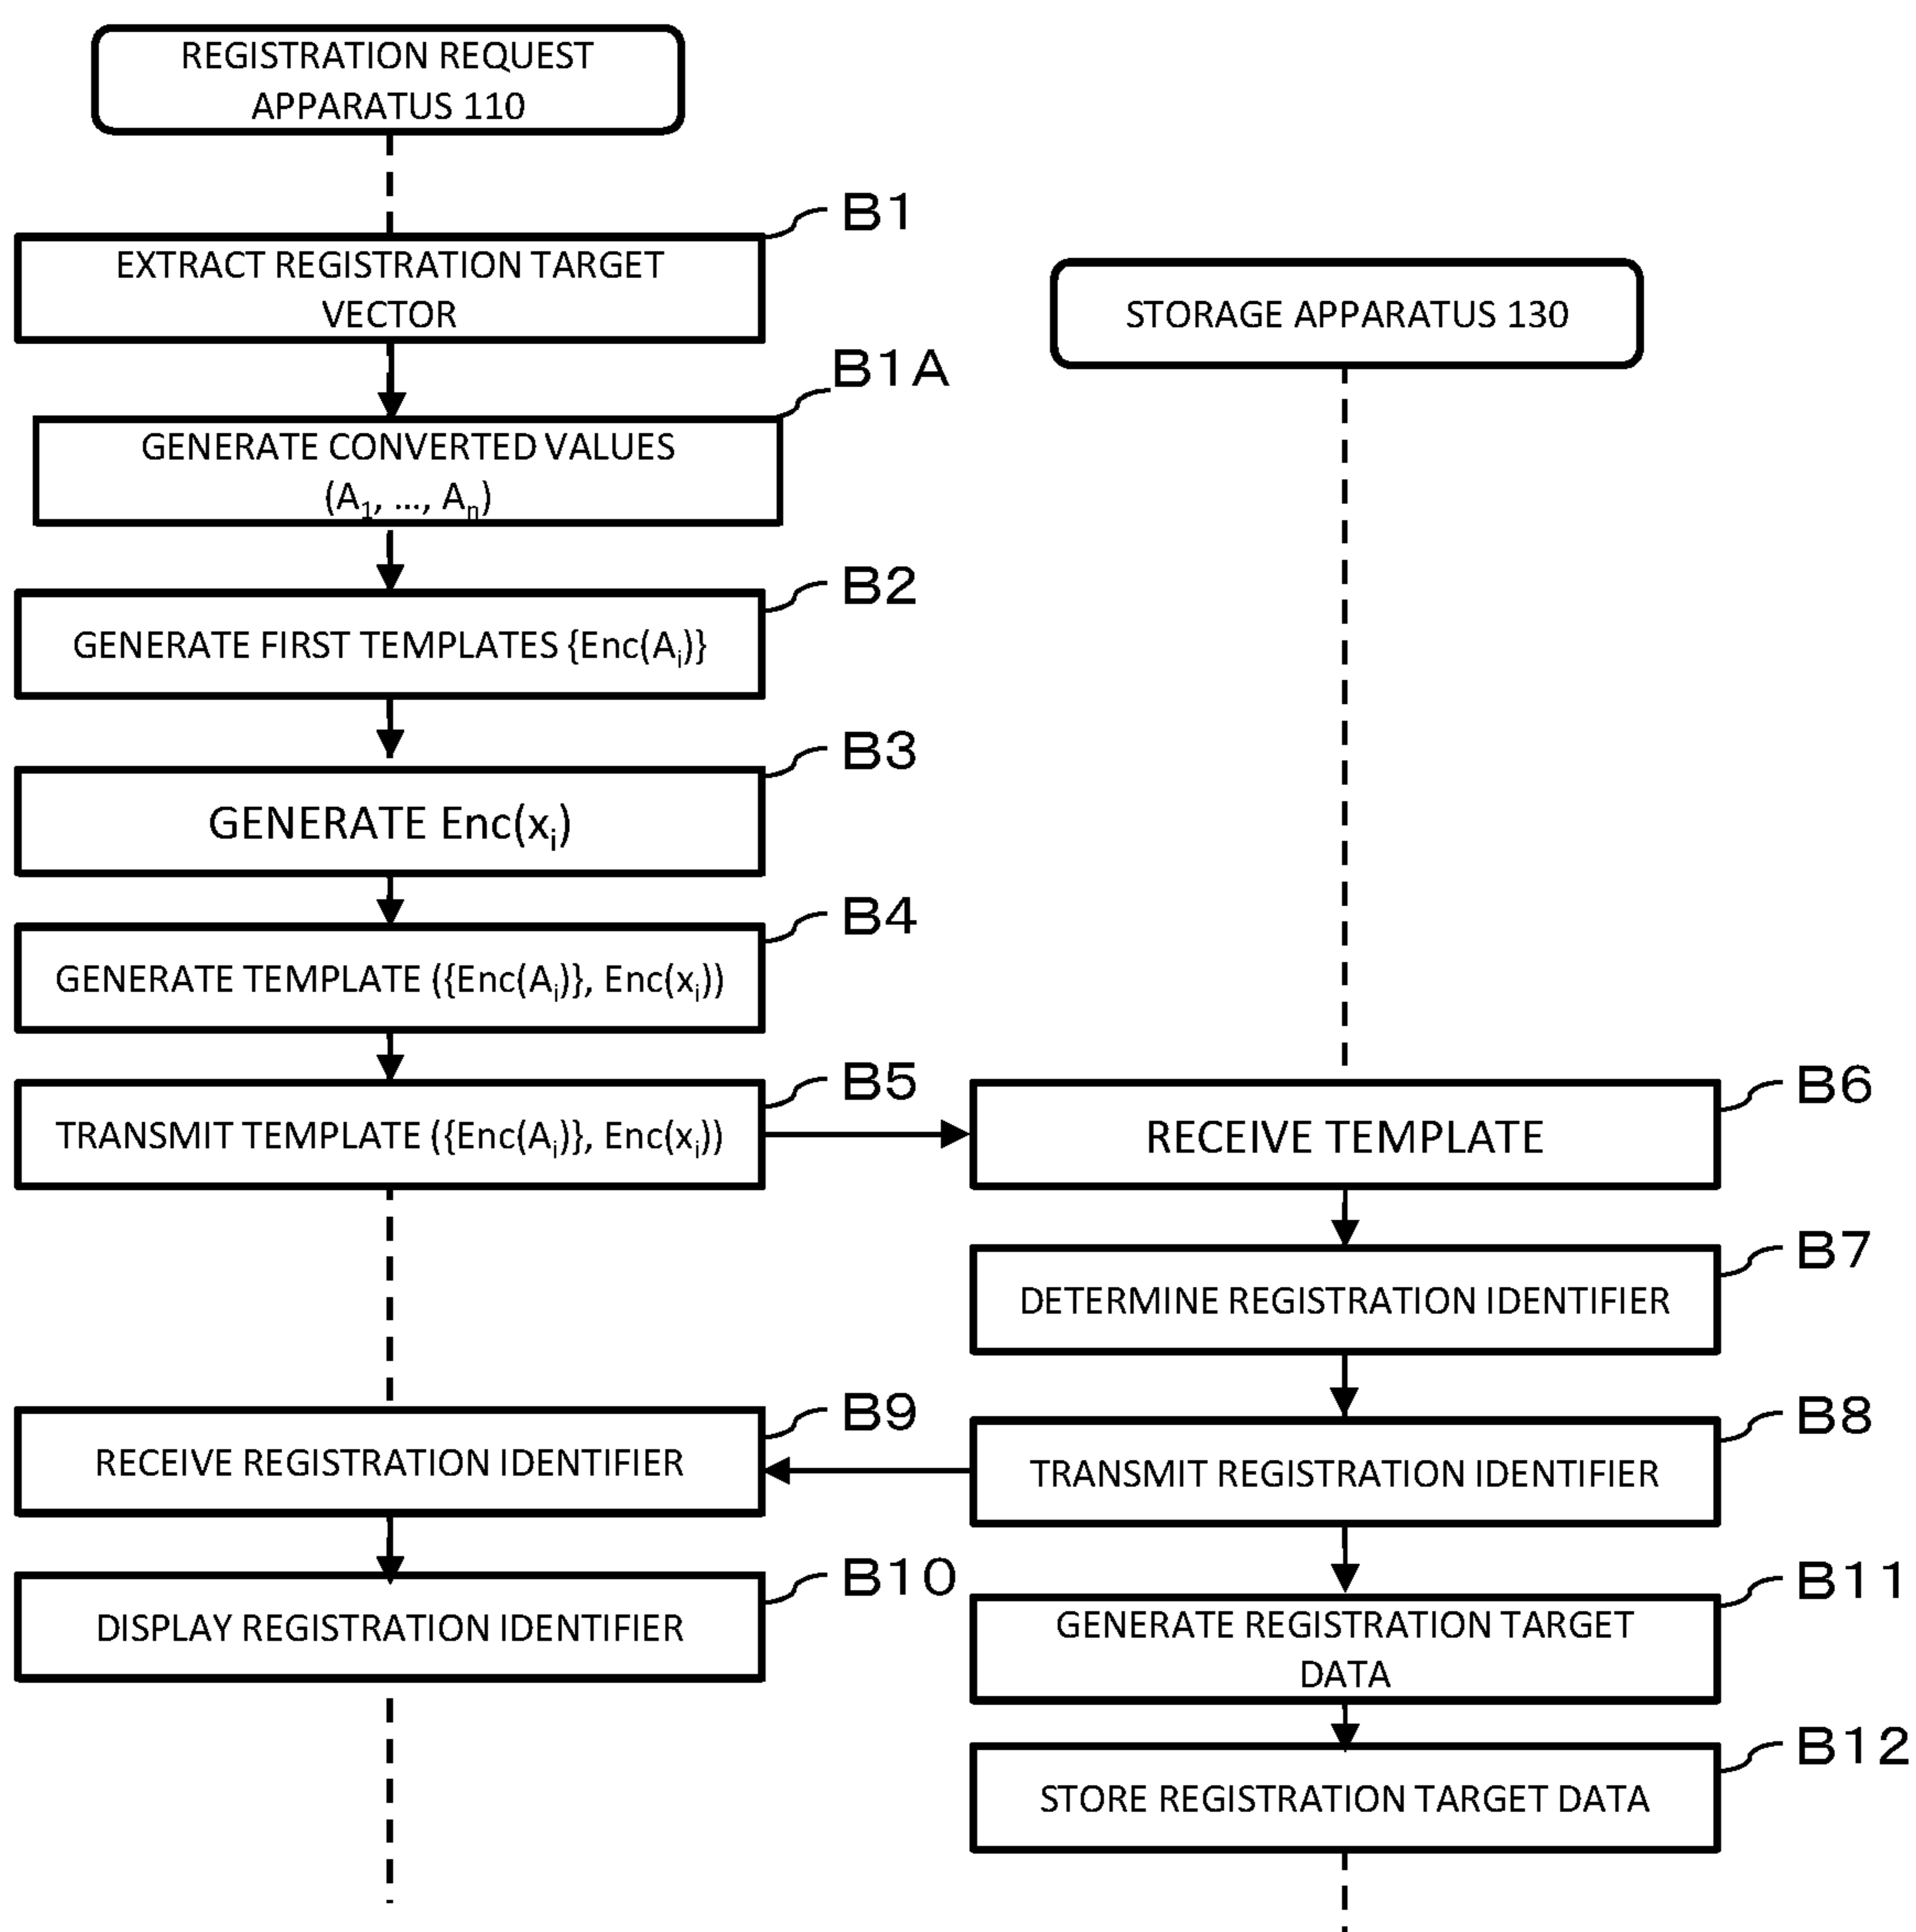 REGISTRATION REQUEST
APPARATUS 110
B1
EXTRACT REGISTRATION TARGET
VECTOR
STORAGE APPARATUS 130
B1A
GENERATE CONVERTED VALUES
(A₁, ..., Aₙ)
B2
GENERATE FIRST TEMPLATES {Enc(Aᵢ)}
B3
GENERATE Enc(xᵢ)
B4
GENERATE TEMPLATE ({Enc(Aᵢ)}, Enc(xᵢ))
B5
TRANSMIT TEMPLATE ({Enc(Aᵢ)}, Enc(xᵢ))
B6
RECEIVE TEMPLATE
B7
DETERMINE REGISTRATION IDENTIFIER
B8
TRANSMIT REGISTRATION IDENTIFIER
B9
RECEIVE REGISTRATION IDENTIFIER
B10
DISPLAY REGISTRATION IDENTIFIER
B11
GENERATE REGISTRATION TARGET
DATA
B12
STORE REGISTRATION TARGET DATA